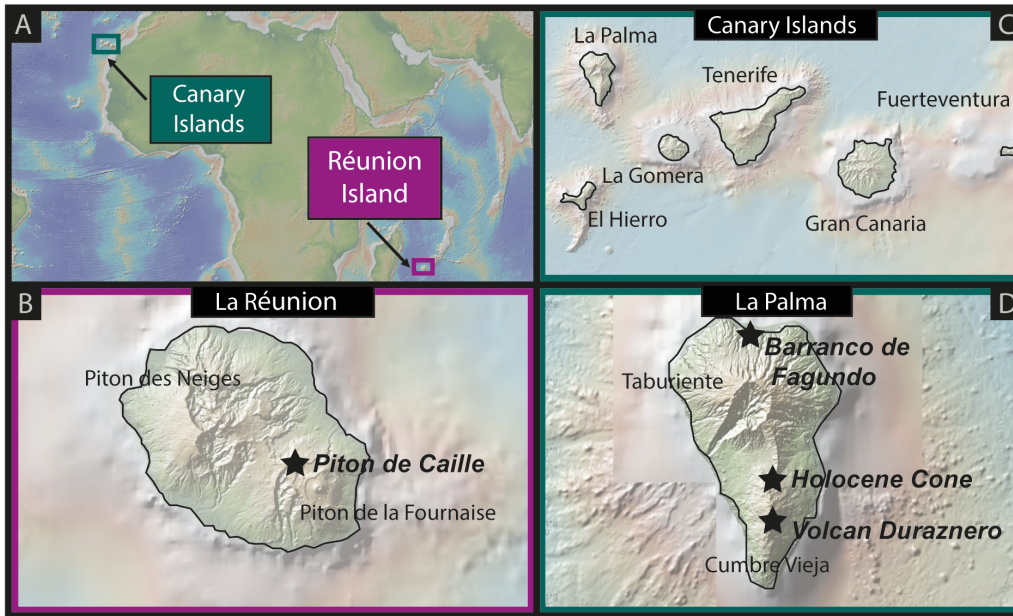 A
Canary
Islands
Réunion
Island
Canary Islands
C
La Palma
Tenerife
Fuerteventura
La Gomera
El Hierro
Gran Canaria
B
La Réunion
Piton des Neiges
Piton de Caille
Piton de la Fournaise
La Palma
D
Barranco de
Fagundo
Taburiente
Holocene Cone
Volcan Duraznero
Cumbre Vieja